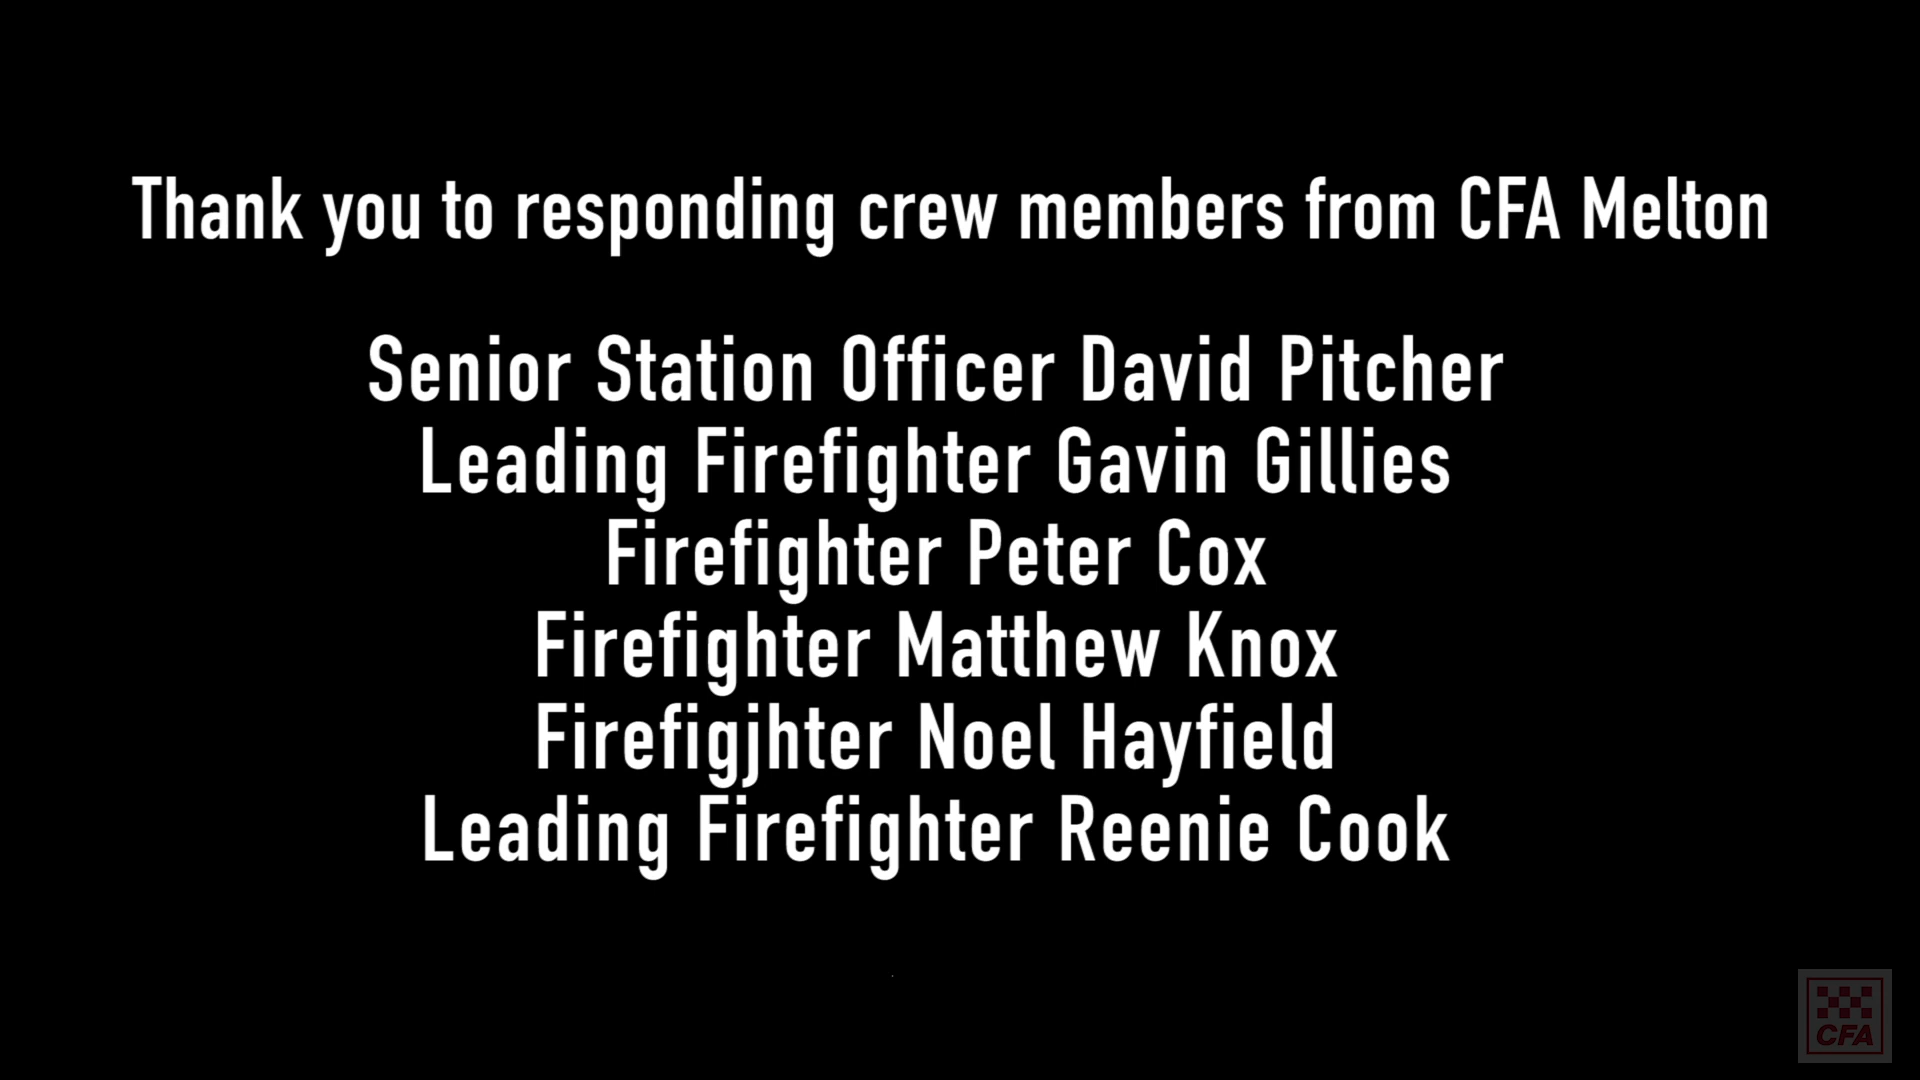 Thank you to responding crew members from CFA Melton
Senior Station Officer David Pitcher
Leading Firefighter Gavin Gillies
Firefighter Peter Cox
Firefighter Matthew Knox
Firefigjhter Noel Hayfield
Leading Firefighter Reenie Cook
CFA